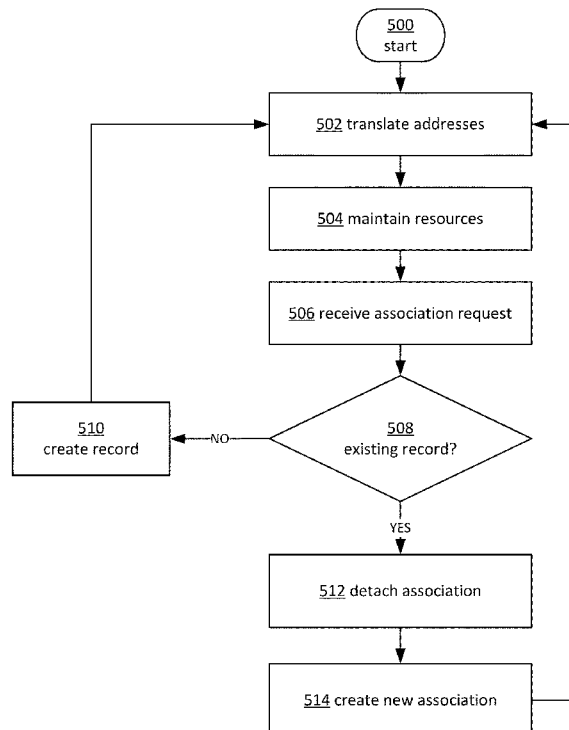 500
start
502 translate addresses
504 maintain resources
506 receive association request
510
create record
NO
508
existing record?
YES
512 detach association
514 create new association